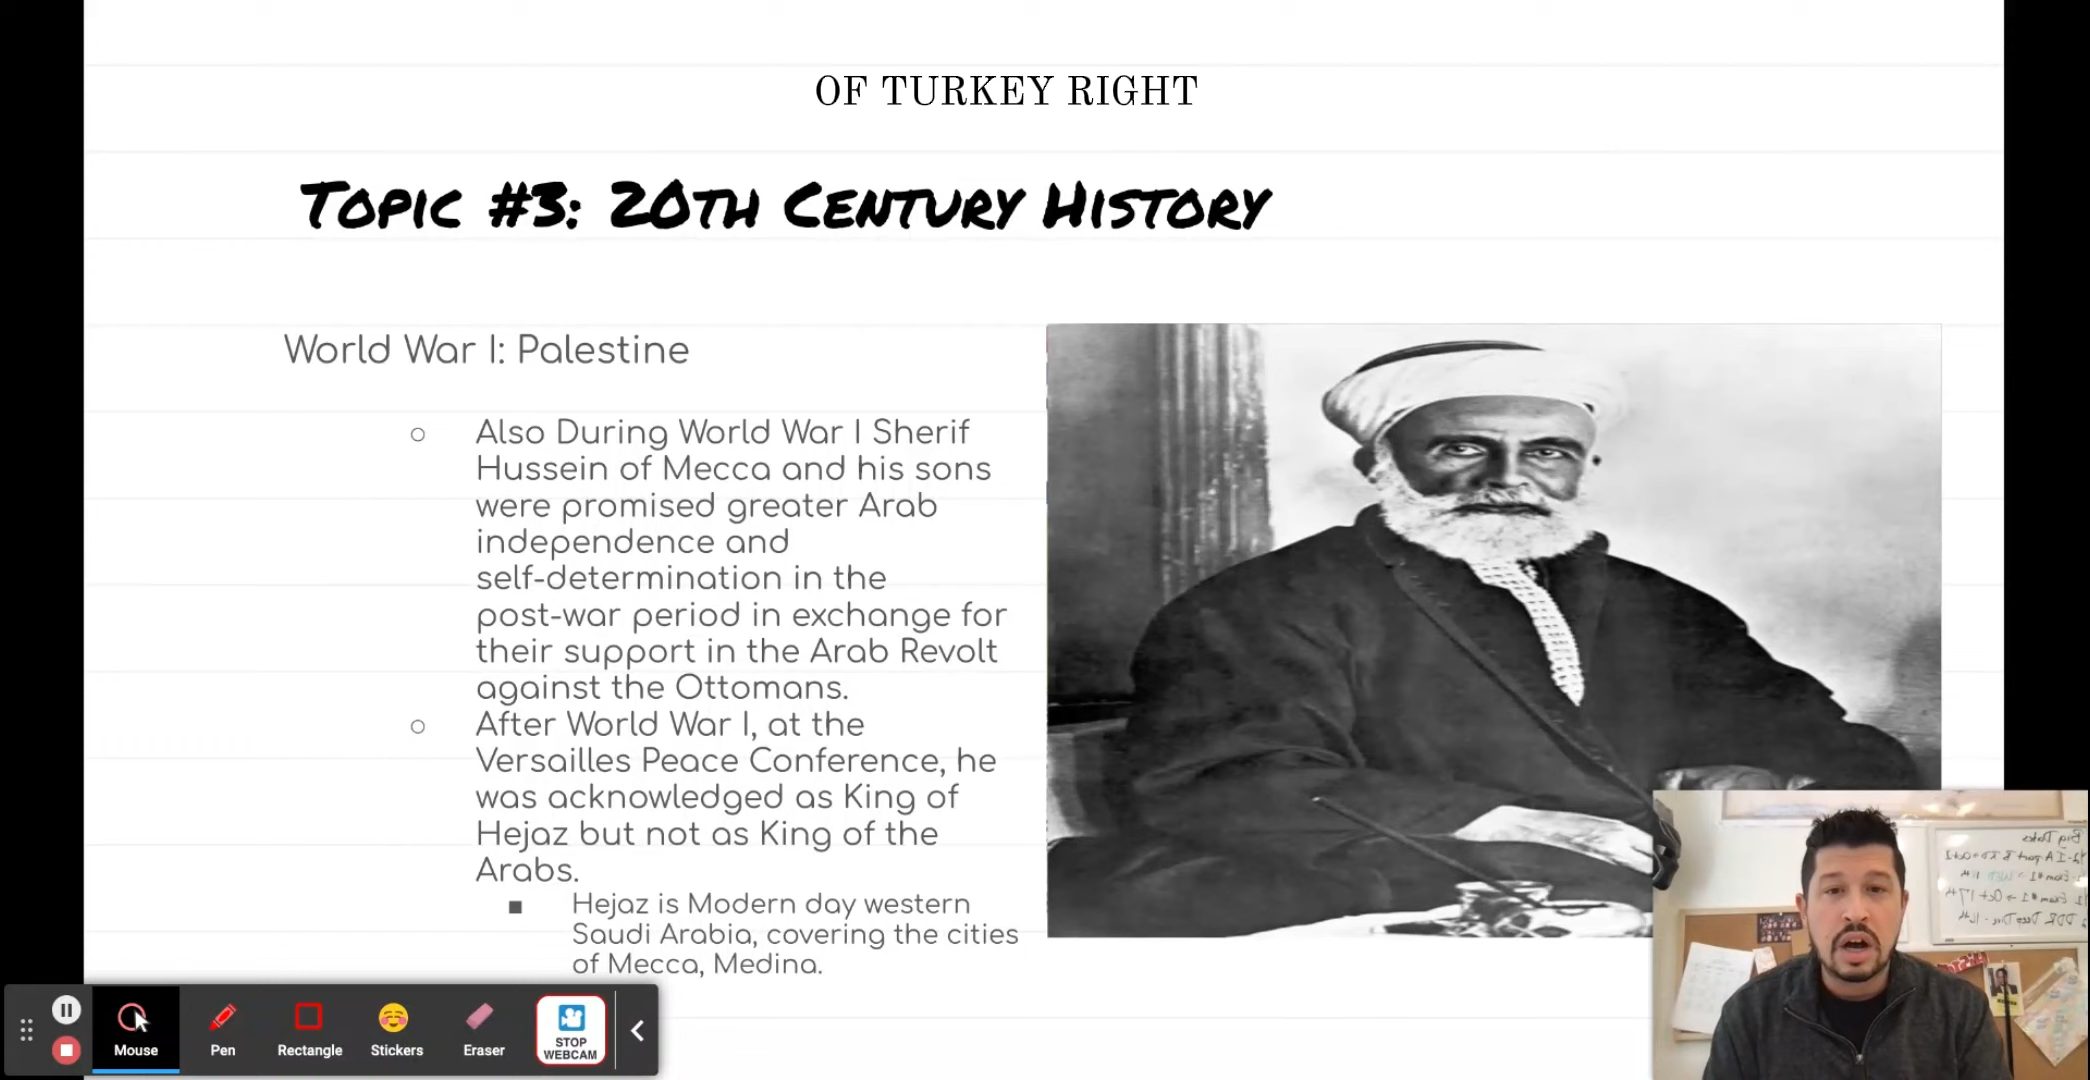 OF TURKEY RIGHT
Topic #3: 20th Century History
World War I: Palestine
○ Also During World War I Sherif
Hussein of Mecca and his sons
were promised greater Arab
independence and
self-determination in the
post-war period in exchange for
their support in the Arab Revolt
against the Ottomans.
○ After World War I, at the
Versailles Peace Conference, he
was acknowledged as King of
Hejaz but not as King of the
Arabs.
■ Hejaz is Modern day western
Saudi Arabia, covering the cities
of Mecca, Medina.
Mouse
Pen
Rectangle
Stickers
Eraser
STOP
WEBCAM
Big Dates